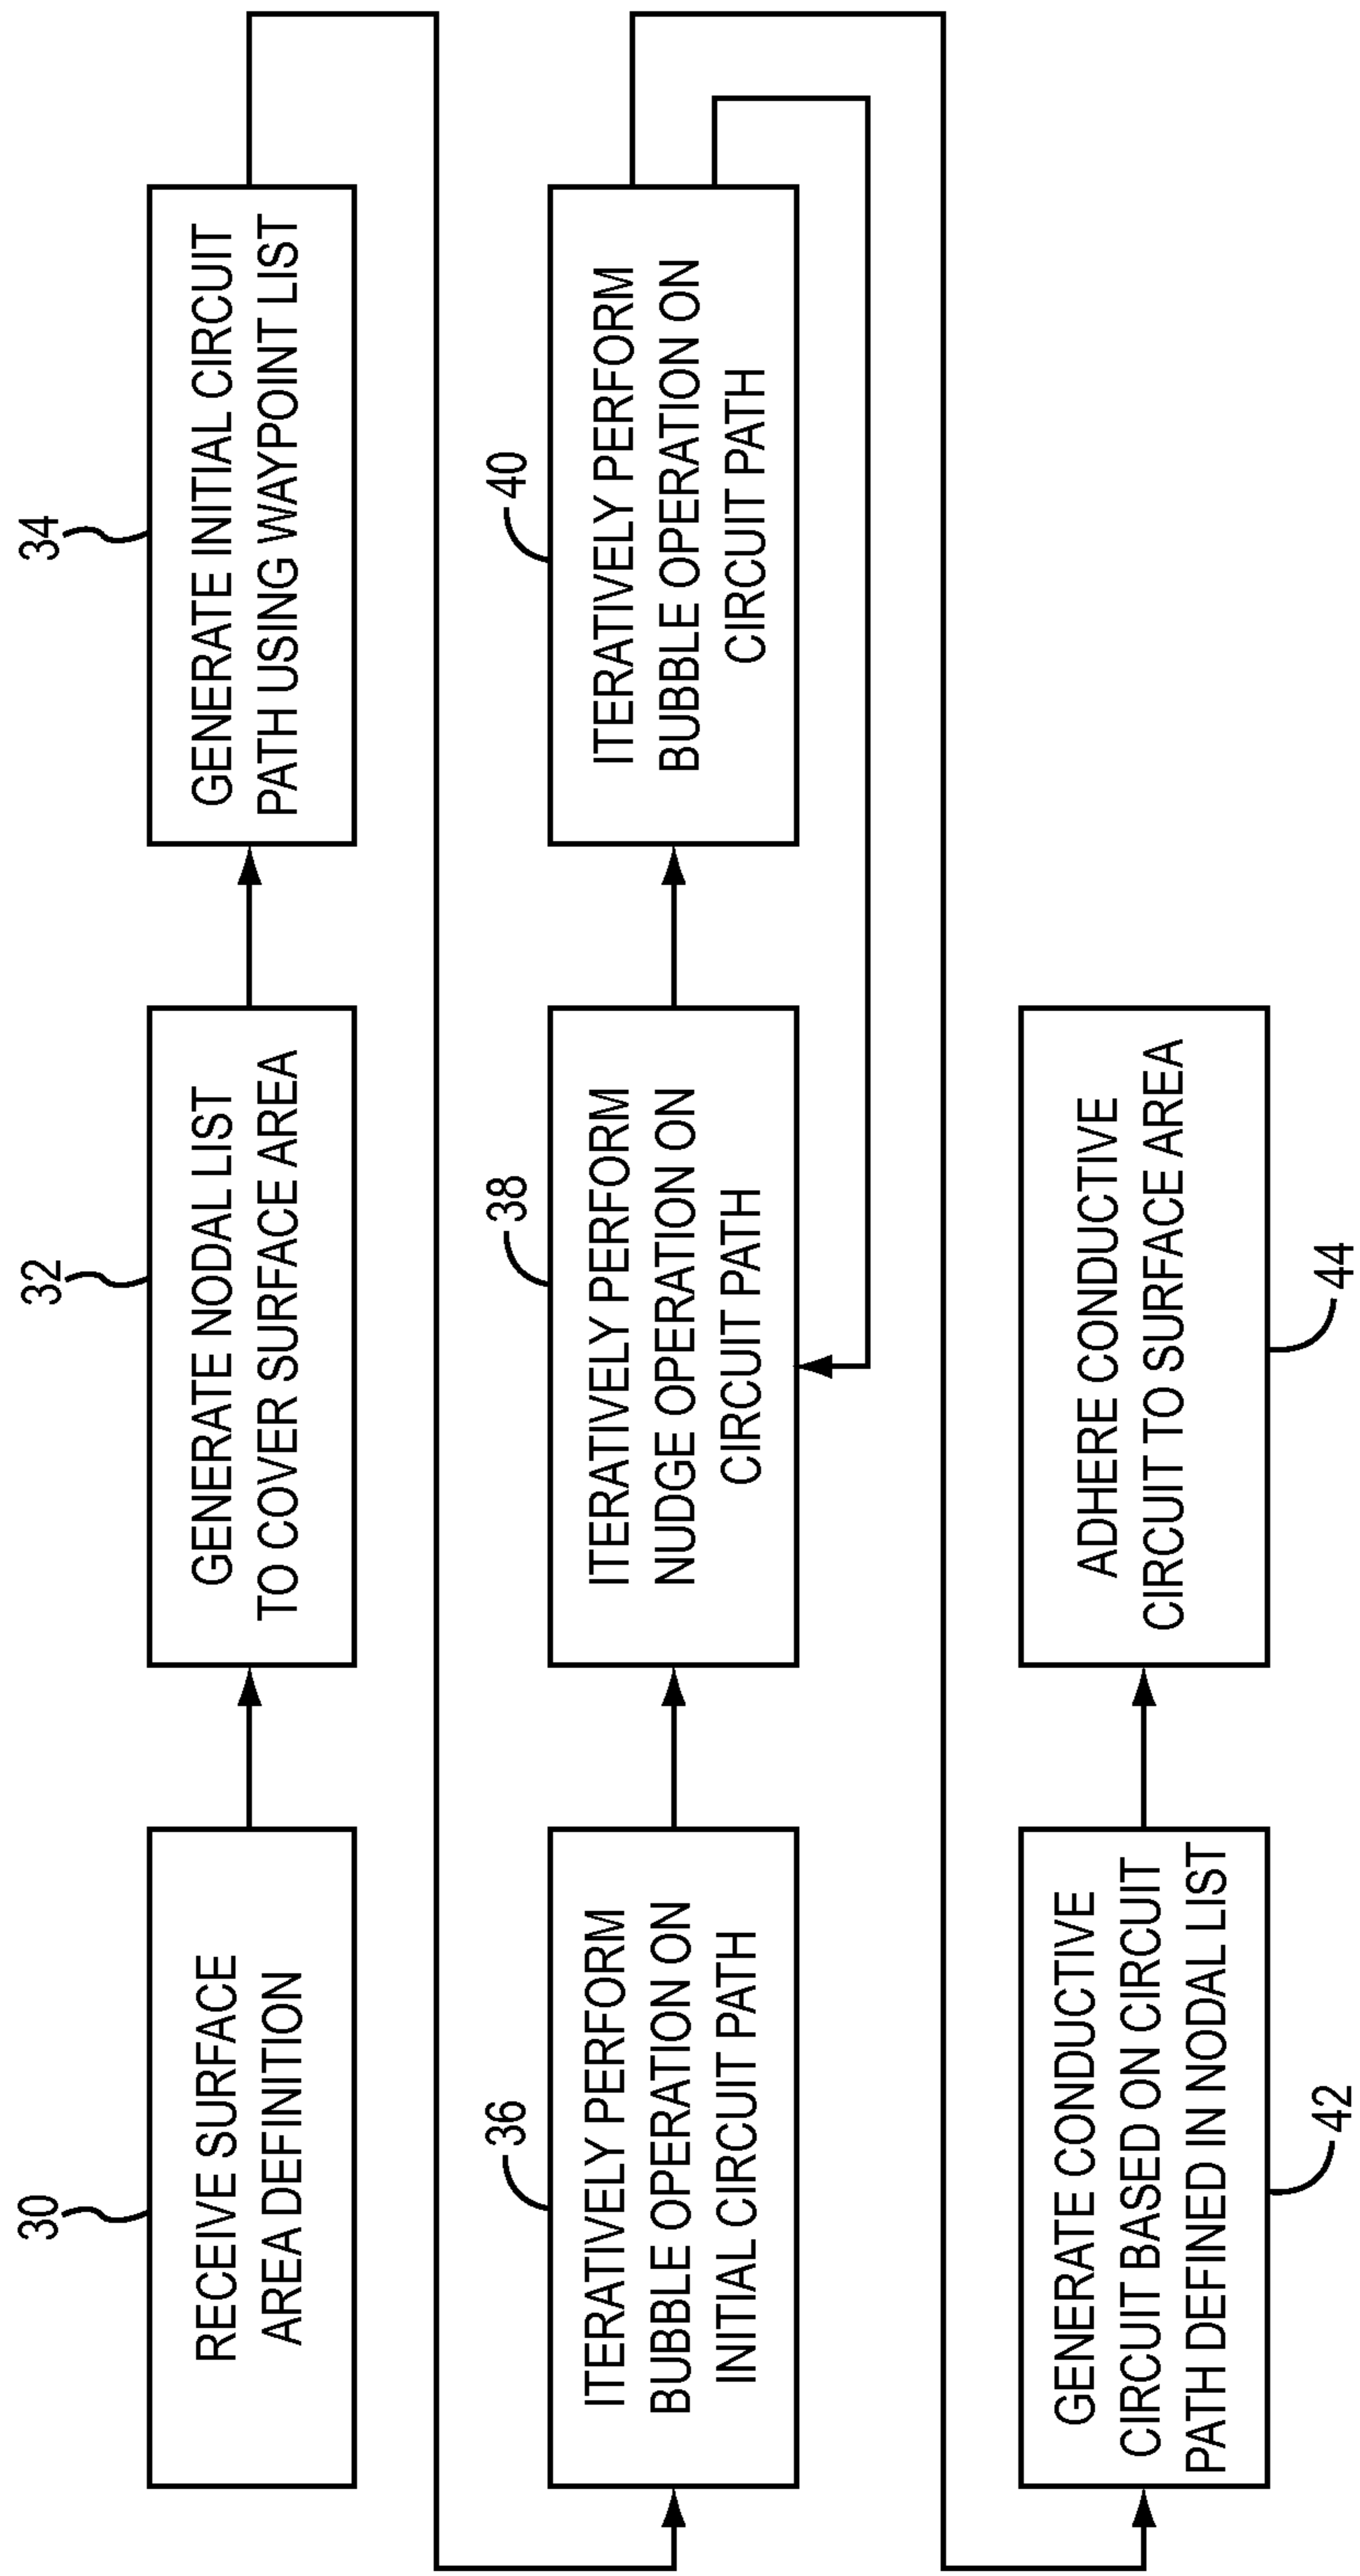 30
RECEIVE SURFACE
AREA DEFINITION
32
GENERATE NODAL LIST
TO COVER SURFACE AREA
34
GENERATE INITIAL CIRCUIT
PATH USING WAYPOINT LIST
36
ITERATIVELY PERFORM
BUBBLE OPERATION ON
INITIAL CIRCUIT PATH
38
ITERATIVELY PERFORM
NUDGE OPERATION ON
CIRCUIT PATH
40
ITERATIVELY PERFORM
BUBBLE OPERATION ON
CIRCUIT PATH
GENERATE CONDUCTIVE
CIRCUIT BASED ON CIRCUIT
PATH DEFINED IN NODAL LIST
42
ADHERE CONDUCTIVE
CIRCUIT TO SURFACE AREA
44